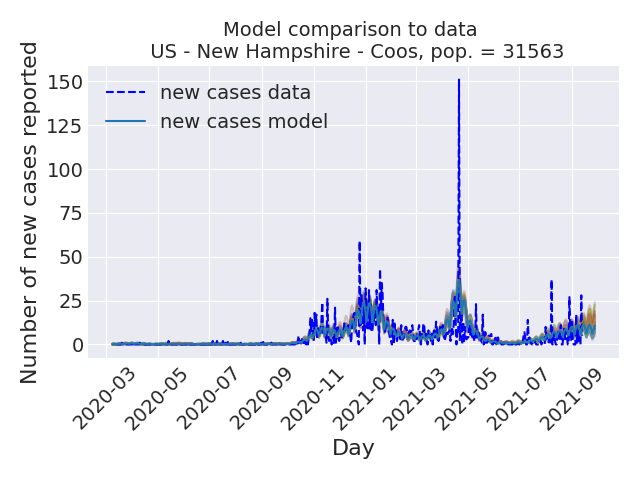 Model comparison to data
US - New Hampshire - Coos, pop. = 31563
new cases data
new cases model
Number of new cases reported
150
125
100
75
50
25
0
2020-03
2020-05
2020-07
2020-09
2020-11
2021-01
2021-03
2021-05
2021-07
2021-09
Day